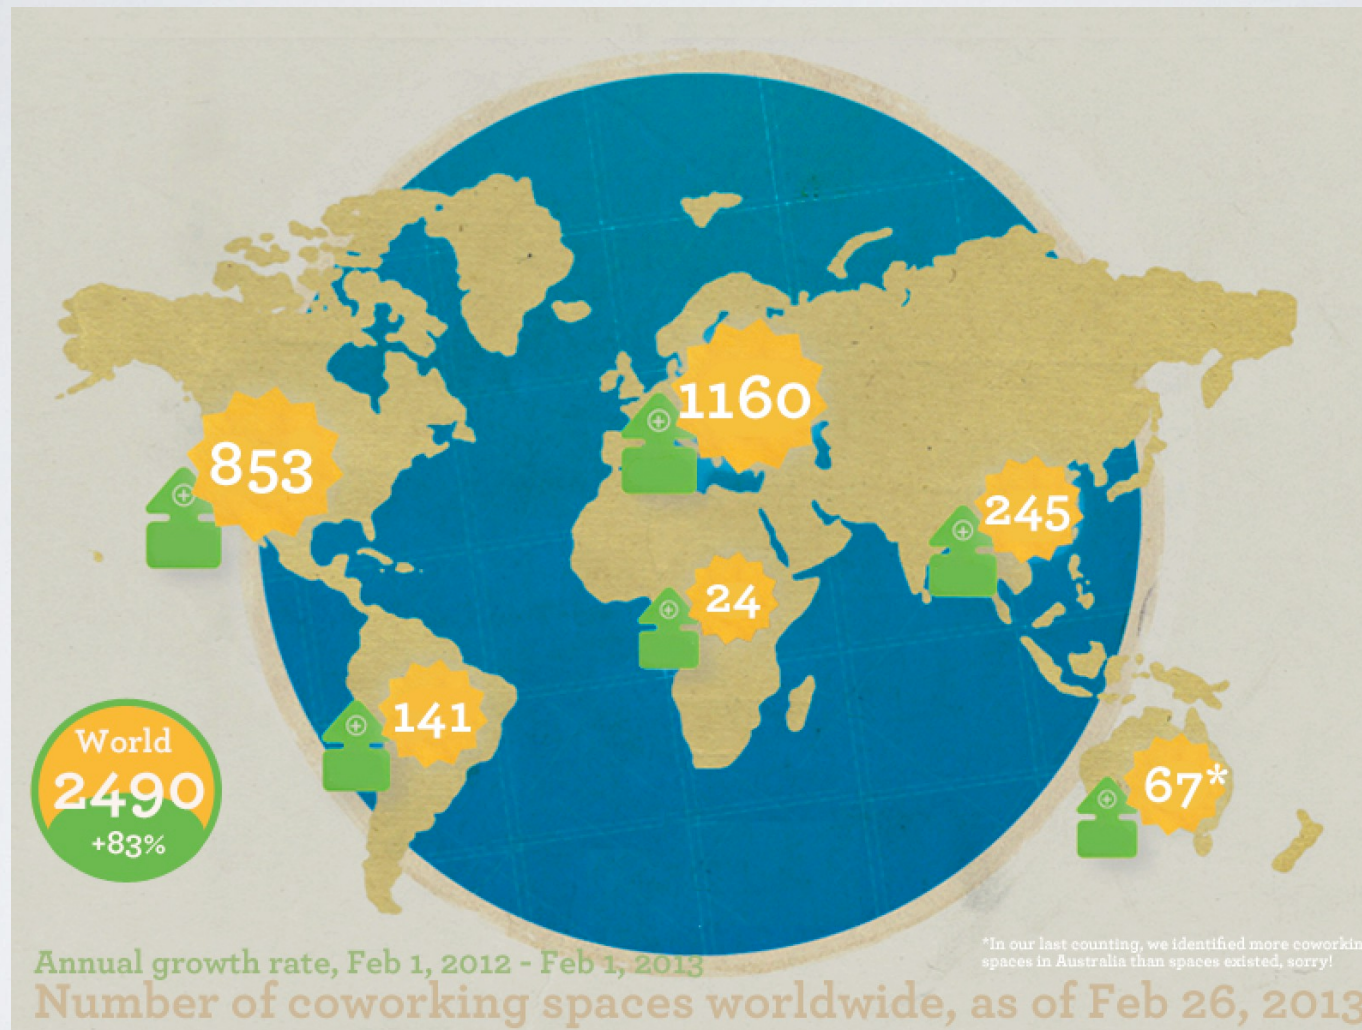 1160
853
245
24
141
67*
World
2490
+83%
*In our last counting, we identified more coworkin
spaces in Australia than spaces existed, sorry!
Annual growth rate, Feb 1, 2012 - Feb 1, 2013
Number of coworking spaces worldwide, as of Feb 26, 2013